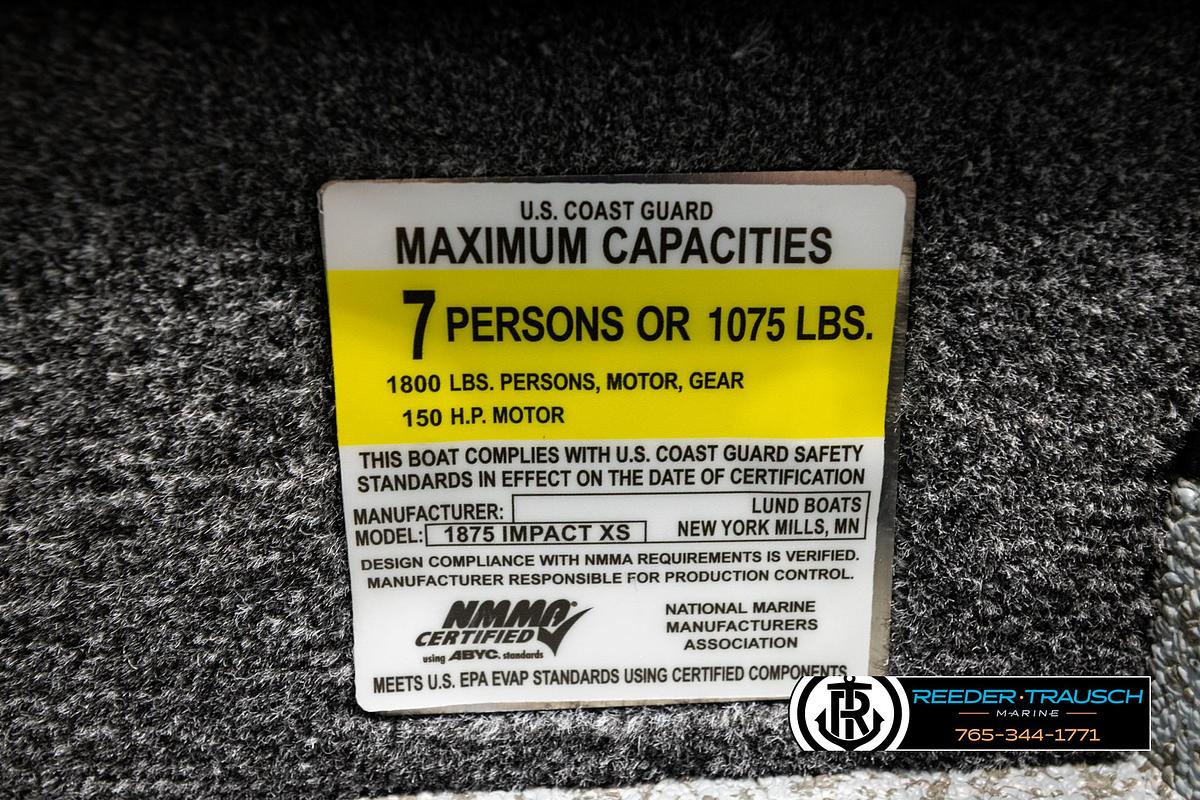 U.S. COAST GUARD
MAXIMUM CAPACITIES
7 PERSONS OR 1075 LBS.
1800 LBS. PERSONS, MOTOR, GEAR
150 H.P. MOTOR
THIS BOAT COMPLIES WITH U.S. COAST GUARD SAFETY
STANDARDS IN EFFECT ON THE DATE OF CERTIFICATION
MANUFACTURER: LUND BOATS
MODEL: 1875 IMPACT XS NEW YORK MILLS, MN
DESIGN COMPLIANCE WITH NMMA REQUIREMENTS IS VERIFIED.
MANUFACTURER RESPONSIBLE FOR PRODUCTION CONTROL.
NMMA®
CERTIFIED
using ABYC. standards
NATIONAL MARINE
MANUFACTURERS
ASSOCIATION
MEETS U.S. EPA EVAP STANDARDS USING CERTIFIED COMPONENTS
TR
REEDER·TRAUSCH
MARINE
765-344-1771